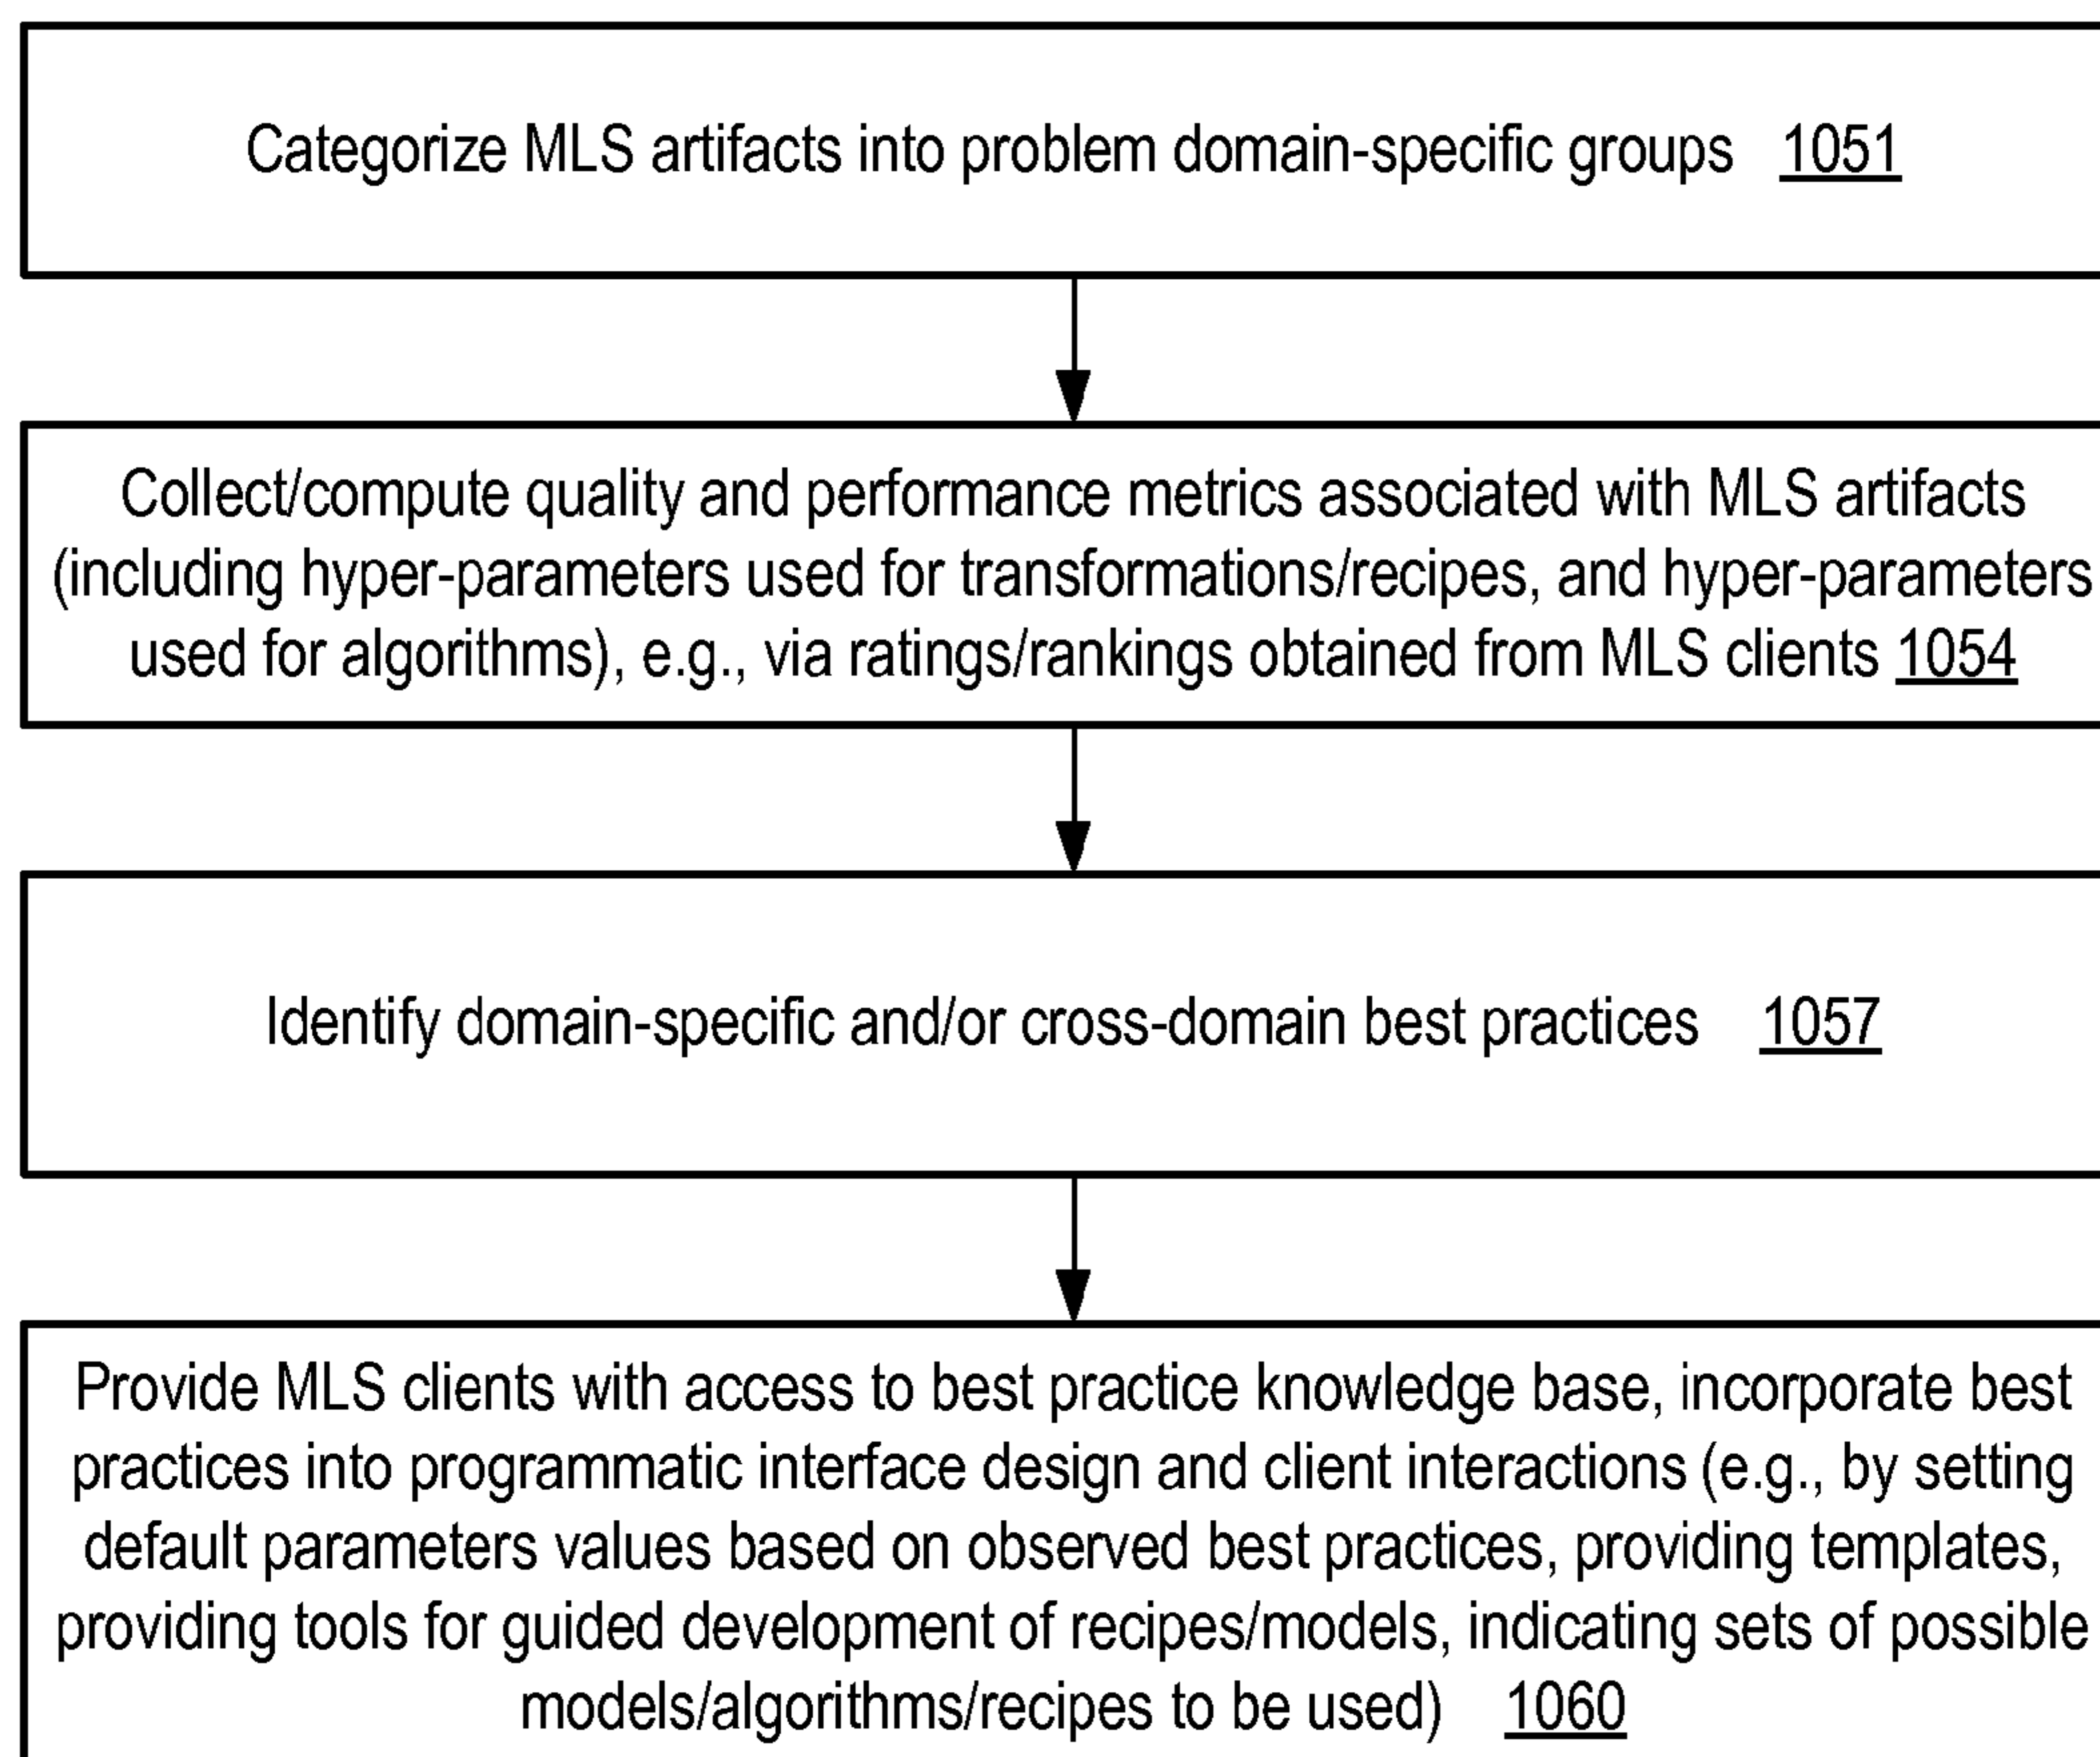 Categorize MLS artifacts into problem domain-specific groups 1051
Collect/compute quality and performance metrics associated with MLS artifacts
(including hyper-parameters used for transformations/recipes, and hyper-parameters
used for algorithms), e.g., via ratings/rankings obtained from MLS clients 1054
Identify domain-specific and/or cross-domain best practices 1057
Provide MLS clients with access to best practice knowledge base, incorporate best
practices into programmatic interface design and client interactions (e.g., by setting
default parameters values based on observed best practices, providing templates,
providing tools for guided development of recipes/models, indicating sets of possible
models/algorithms/recipes to be used) 1060